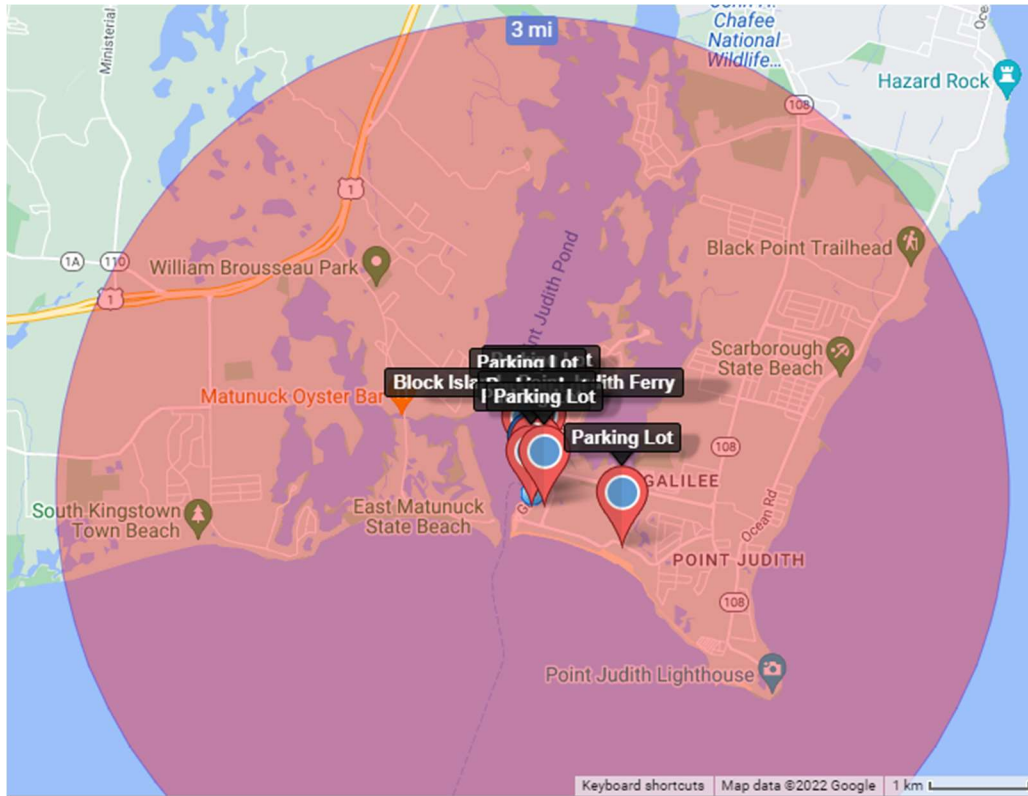 3 mi
Chafee
National
Wildlife...
Oce
Ministerial
Hazard Rock
108
1
1A
110
1
William Brousseau Park
Black Point Trailhead
int Judith Pond
Scarborough
State Beach
Parking Lot
Block Isla
dith Ferry
Parking Lot
Matunuck Oyster Bar
Parking Lot
108
GALILEE
South Kingstown
Town Beach
East Matunuck
State Beach
Ocean Rd
POINT JUDITH
108
Point Judith Lighthouse
Keyboard shortcuts
Map data ©2022 Google
1 km